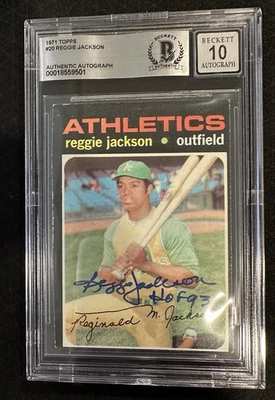 1971 TOPPS
#20 REGGIE JACKSON
AUTHENTIC AUTOGRAPH
00018559501
BECKETT
BECKETT
10
AUTOGRAPH
ATHLETICS
reggie jackson • outfield
Reggie Jackson
HOF 93
Reginald M. Jackson